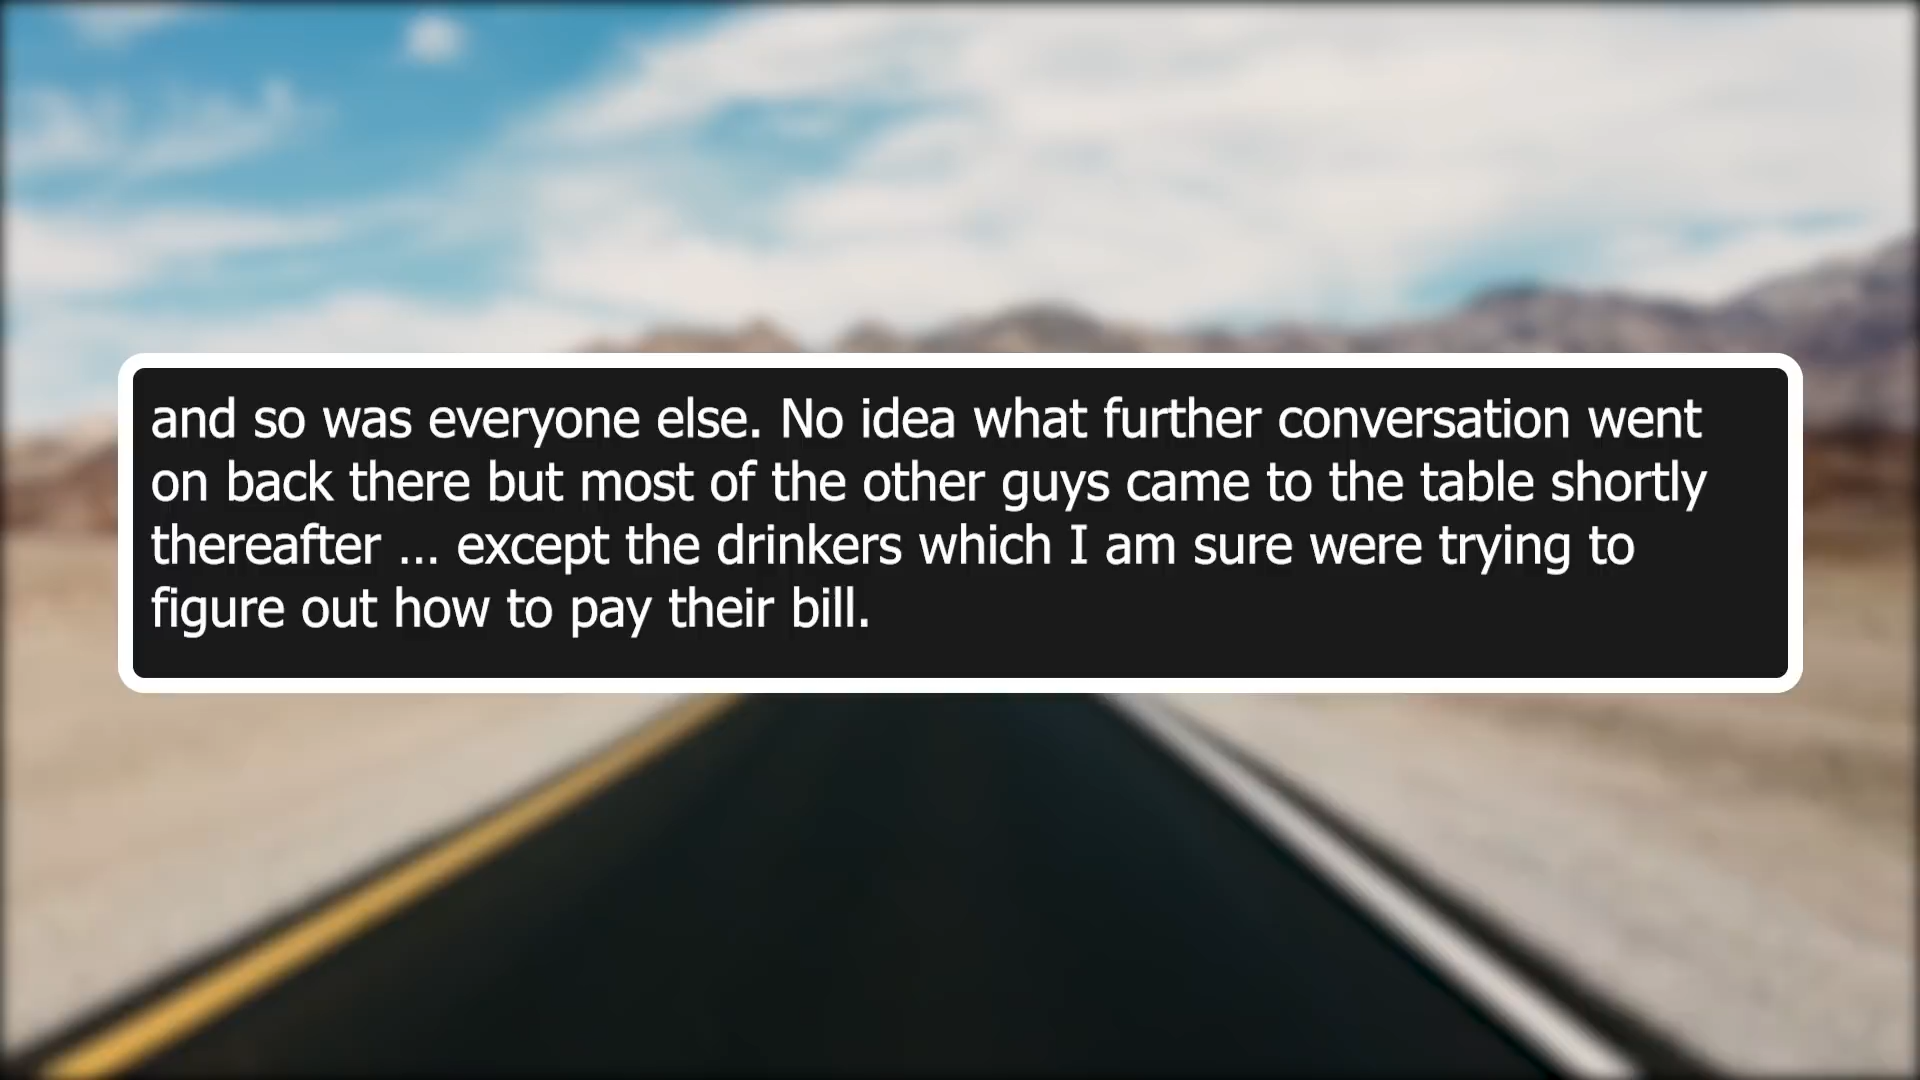 and so was everyone else. No idea what further conversation went
on back there but most of the other guys came to the table shortly
thereafter ... except the drinkers which I am sure were trying to
figure out how to pay their bill.